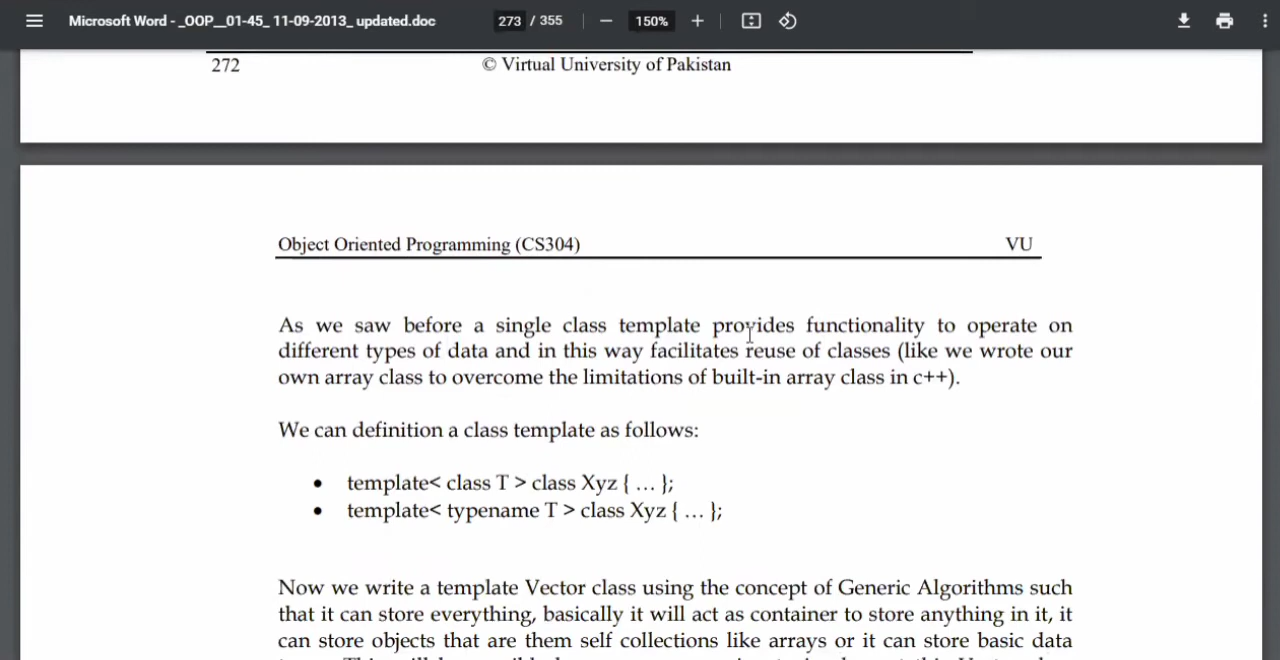 Microsoft Word - _OOP__01-45_ 11-09-2013_ updated.doc 273 / 355 150%
272 © Virtual University of Pakistan
Object Oriented Programming (CS304) VU
As we saw before a single class template provides functionality to operate on
different types of data and in this way facilitates reuse of classes (like we wrote our
own array class to overcome the limitations of built-in array class in c++).
We can definition a class template as follows:
• template< class T > class Xyz { … };
• template< typename T > class Xyz { … };
Now we write a template Vector class using the concept of Generic Algorithms such
that it can store everything, basically it will act as container to store anything in it, it
can store objects that are them self collections like arrays or it can store basic data